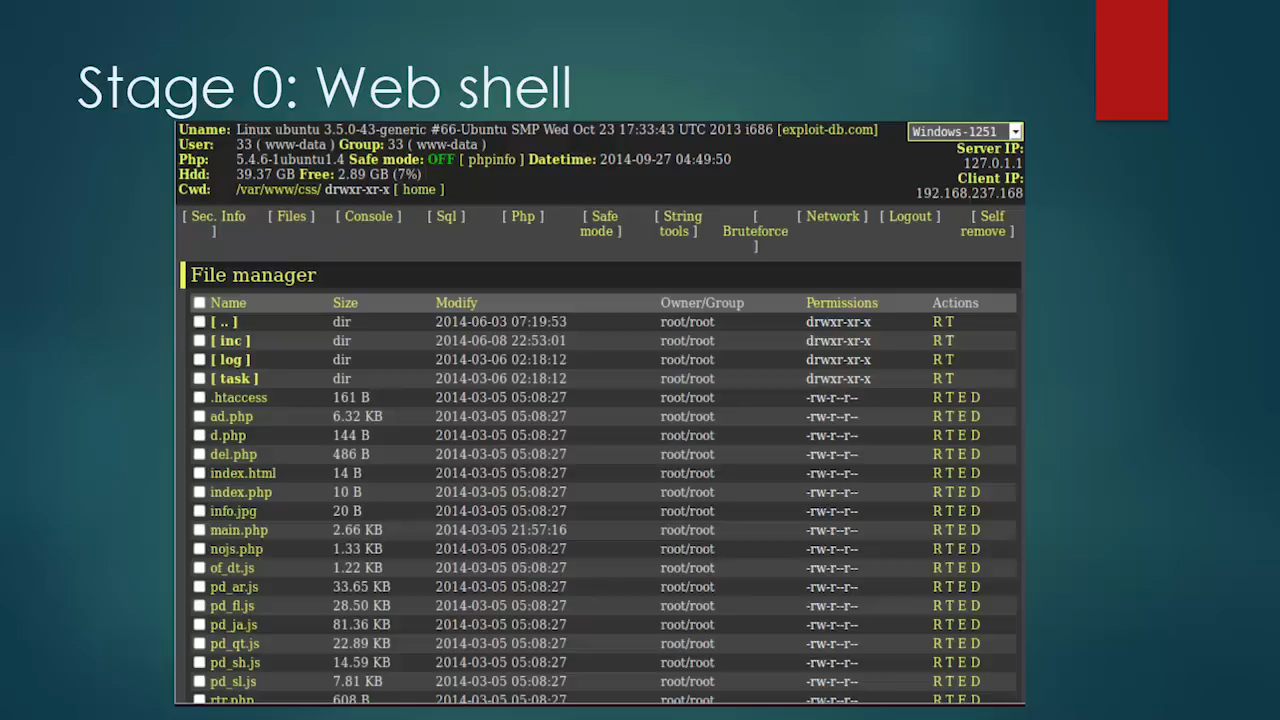 Stage 0: Web shell
Uname: Linux ubuntu 3.5.0-43-generic #66-Ubuntu SMP Wed Oct 23 17:33:43 UTC 2013 i686 [exploit-db.com] Windows-1251
User: 33 ( www-data ) Group: 33 ( www-data ) Server IP:
Php: 5.4.6-1ubuntu1.4 Safe mode: OFF [ phpinfo ] Datetime: 2014-09-27 04:49:50 127.0.1.1
Hdd: 39.37 GB Free: 2.89 GB (7%) Client IP:
Cwd: /var/www/css/ drwxr-xr-x [ home ] 192.168.237.168
[ Sec. Info ] [ Files ] [ Console ] [ Sql ] [ Php ] [ Safe mode ] [ String tools ] [ Bruteforce ] [ Network ] [ Logout ] [ Self remove ]
File manager
Name Size Modify Owner/Group Permissions Actions
[ .. ] dir 2014-06-03 07:19:53 root/root drwxr-xr-x R T
[ inc ] dir 2014-06-08 22:53:01 root/root drwxr-xr-x R T
[ log ] dir 2014-03-06 02:18:12 root/root drwxr-xr-x R T
[ task ] dir 2014-03-06 02:18:12 root/root drwxr-xr-x R T
.htaccess 161 B 2014-03-05 05:08:27 root/root -rw-r--r-- R T E D
ad.php 6.32 KB 2014-03-05 05:08:27 root/root -rw-r--r-- R T E D
d.php 144 B 2014-03-05 05:08:27 root/root -rw-r--r-- R T E D
del.php 486 B 2014-03-05 05:08:27 root/root -rw-r--r-- R T E D
index.html 14 B 2014-03-05 05:08:27 root/root -rw-r--r-- R T E D
index.php 10 B 2014-03-05 05:08:27 root/root -rw-r--r-- R T E D
info.jpg 20 B 2014-03-05 05:08:27 root/root -rw-r--r-- R T E D
main.php 2.66 KB 2014-03-05 21:57:16 root/root -rw-r--r-- R T E D
nojs.php 1.33 KB 2014-03-05 05:08:27 root/root -rw-r--r-- R T E D
of_dt.js 1.22 KB 2014-03-05 05:08:27 root/root -rw-r--r-- R T E D
pd_ar.js 33.65 KB 2014-03-05 05:08:27 root/root -rw-r--r-- R T E D
pd_fl.js 28.50 KB 2014-03-05 05:08:27 root/root -rw-r--r-- R T E D
pd_ja.js 81.36 KB 2014-03-05 05:08:27 root/root -rw-r--r-- R T E D
pd_qt.js 22.89 KB 2014-03-05 05:08:27 root/root -rw-r--r-- R T E D
pd_sh.js 14.59 KB 2014-03-05 05:08:27 root/root -rw-r--r-- R T E D
pd_sl.js 7.81 KB 2014-03-05 05:08:27 root/root -rw-r--r-- R T E D
rtr.php 608 B 2014-03-05 05:08:27 root/root -rw-r--r-- R T E D